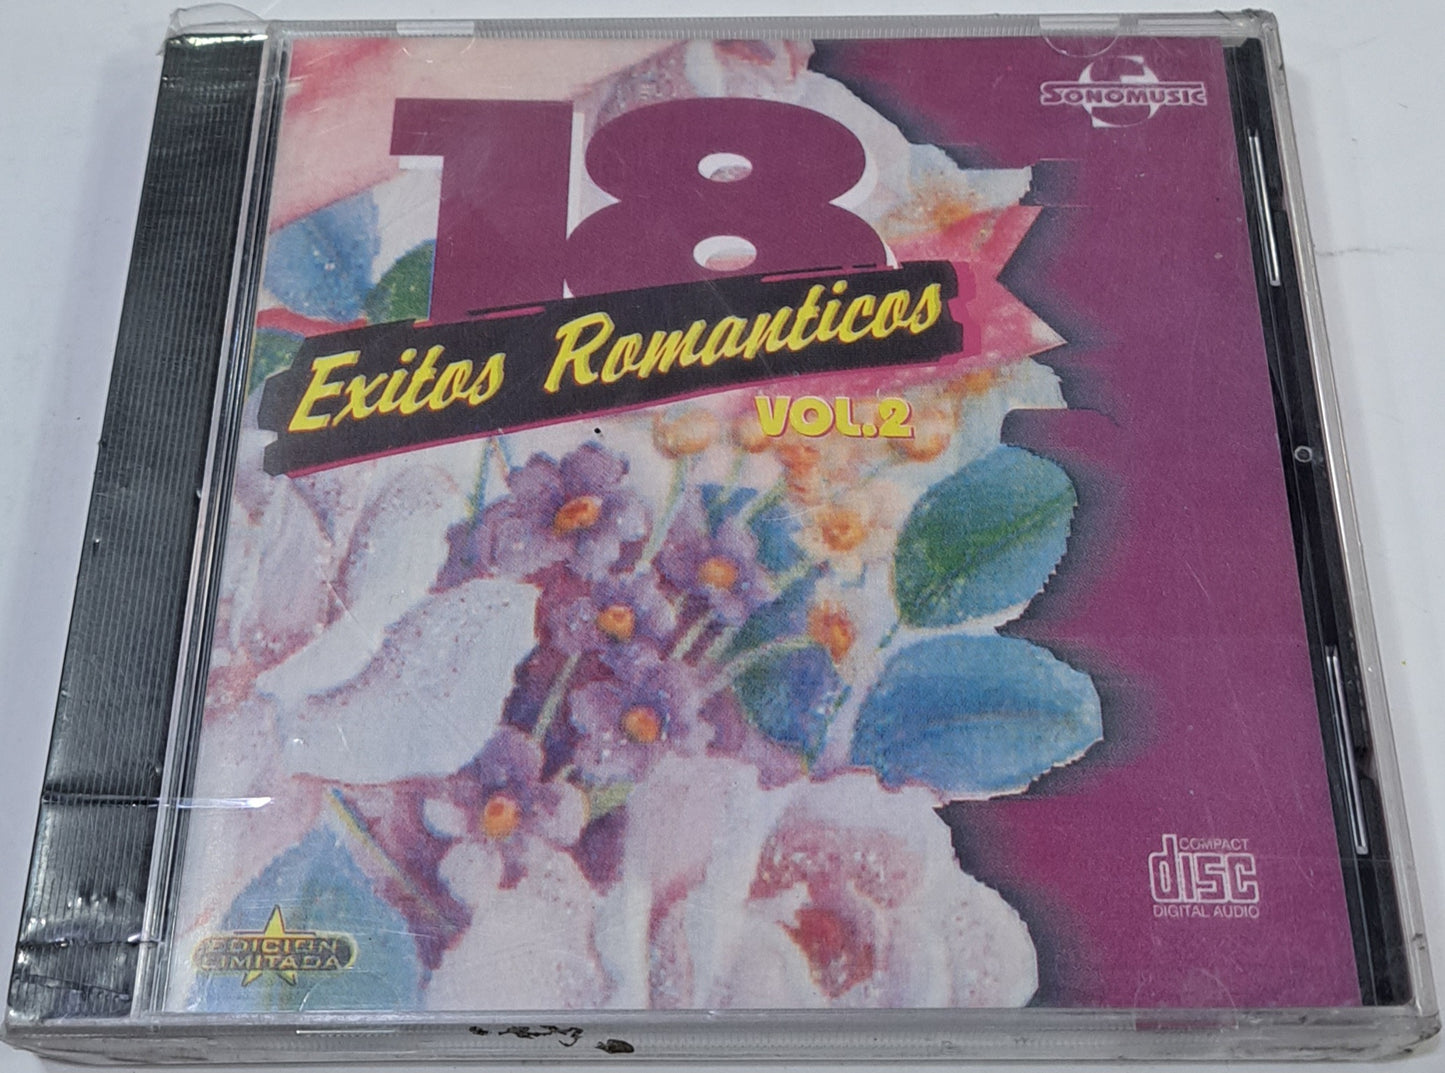 SONOMUSIC
18
Exitos Romanticos
VOL.2
COMPACT
disc
DIGITAL AUDIO
EDICION
LIMITADA